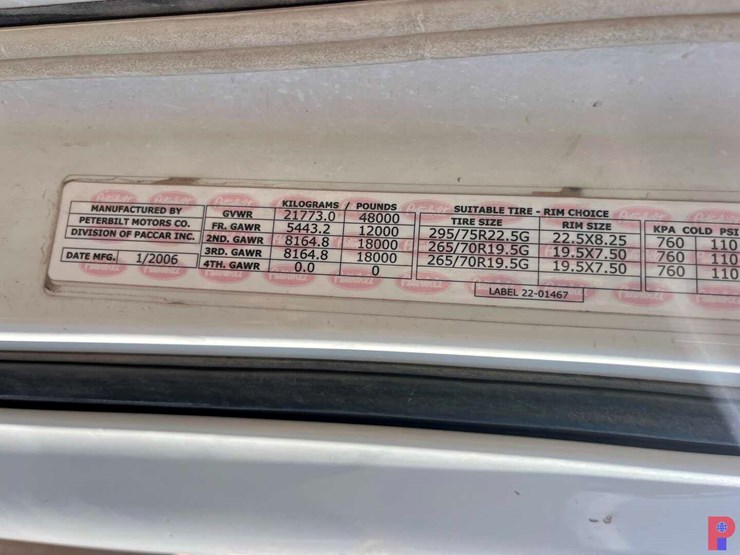 MANUFACTURED BY
PETERBILT MOTORS CO.
DIVISION OF PACCAR INC.
DATE MFG. 1/2006
KILOGRAMS / POUNDS
GVWR 21773.0 48000
FR. GAWR 5443.2 12000
2ND. GAWR 8164.8 18000
3RD. GAWR 8164.8 18000
4TH. GAWR 0.0 0
SUITABLE TIRE - RIM CHOICE
TIRE SIZE RIM SIZE
295/75R22.5G 22.5X8.25
265/70R19.5G 19.5X7.50
265/70R19.5G 19.5X7.50
KPA COLD PSI
760 110
760 110
760 110
LABEL 22-01467